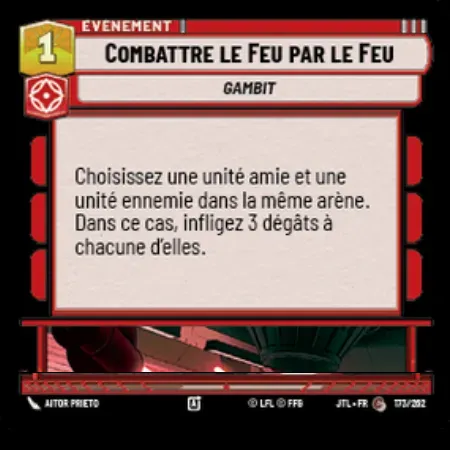 ÉVÉNEMENT
1
COMBATTRE LE FEU PAR LE FEU
GAMBIT
Choisissez une unité amie et une
unité ennemie dans la même arène.
Dans ce cas, infligez 3 dégâts à
chacune d'elles.
AITOR PRIETO
© LFL © FFG
JTL • FR
173/262